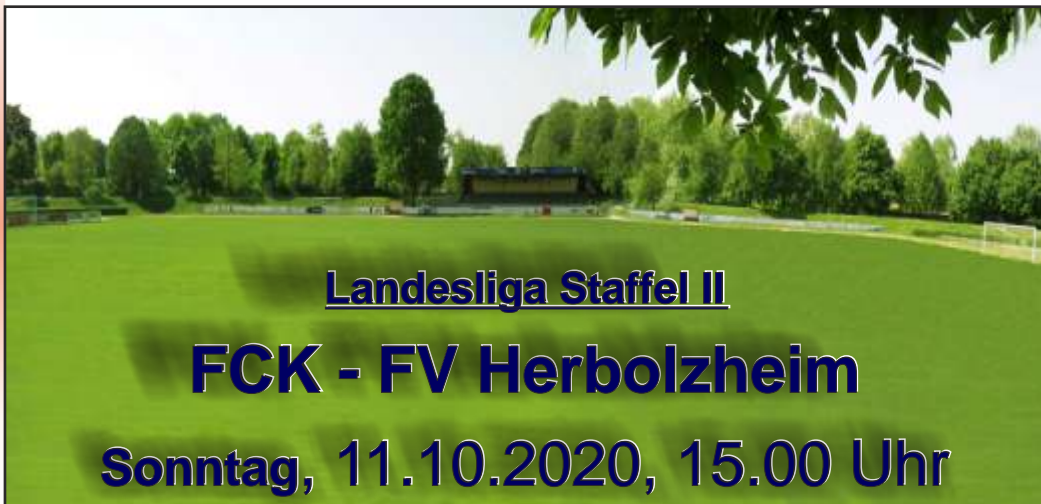 Landesliga Staffel II
FCK - FV Herbolzheim
Sonntag, 11.10.2020, 15.00 Uhr